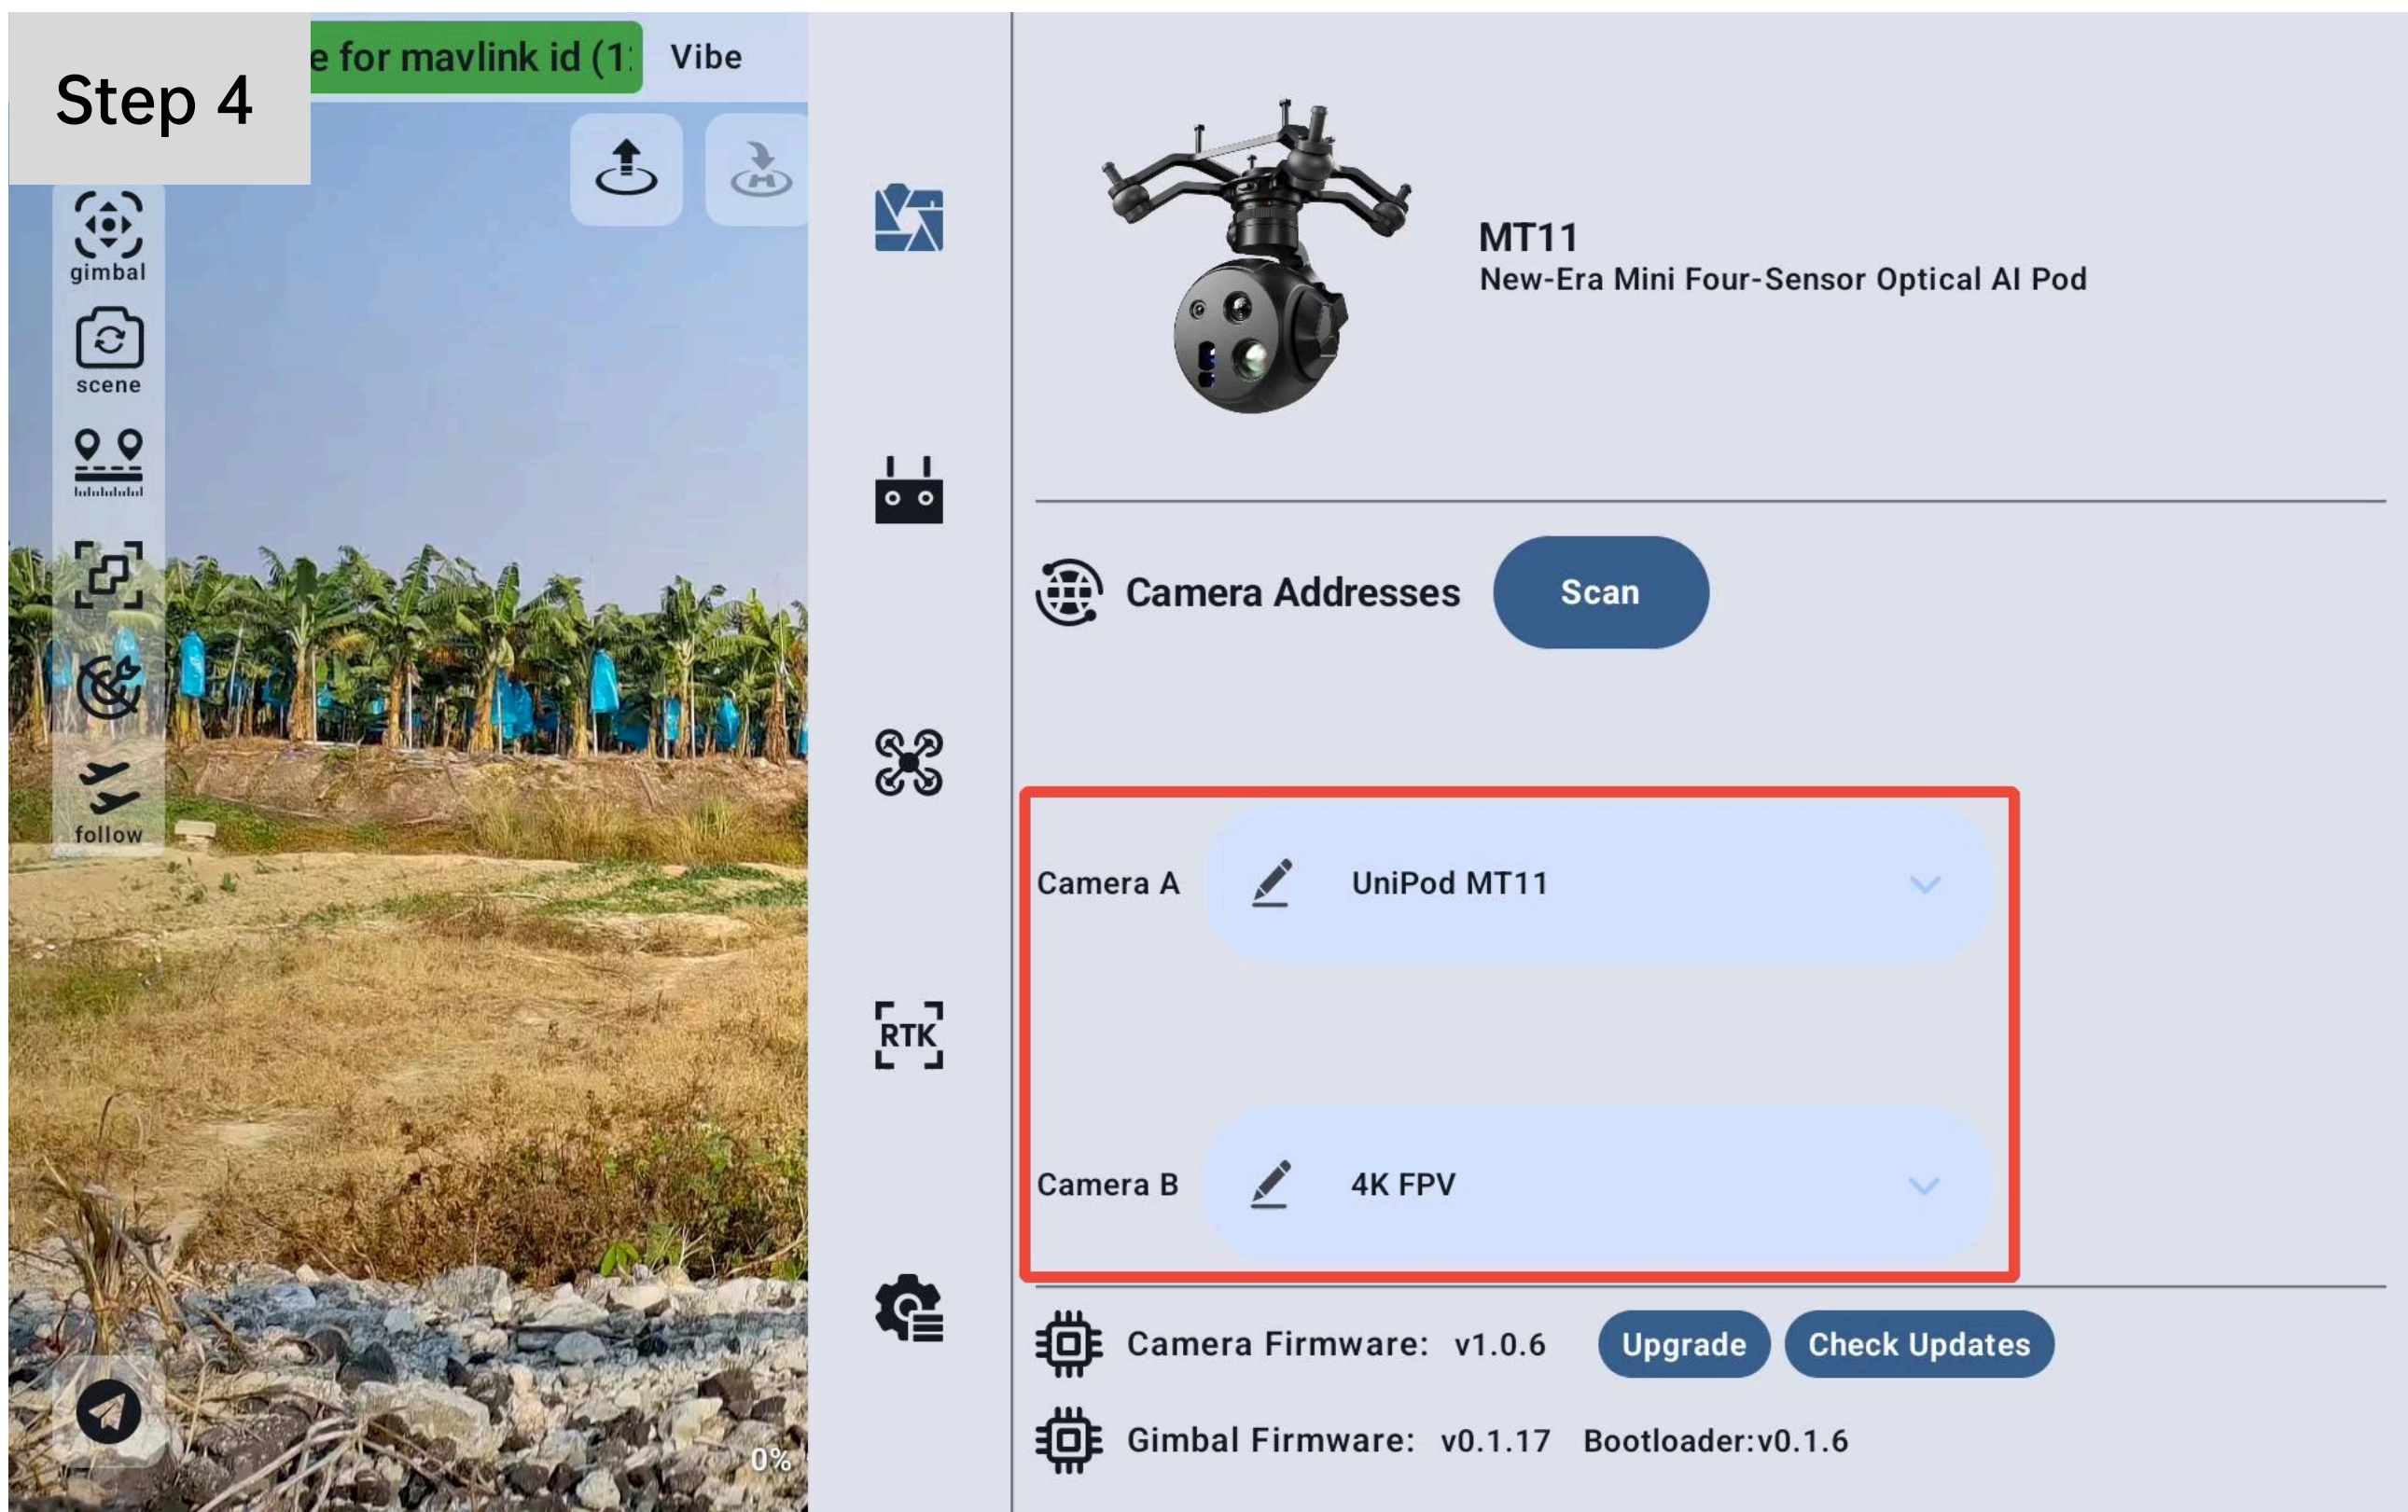 Step 4
e for mavlink id (1
Vibe
gimbal
scene
follow
0%
RTK
MT11
New-Era Mini Four-Sensor Optical AI Pod
Camera Addresses
Scan
Camera A
UniPod MT11
Camera B
4K FPV
Camera Firmware: v1.0.6
Upgrade
Check Updates
Gimbal Firmware: v0.1.17 Bootloader:v0.1.6